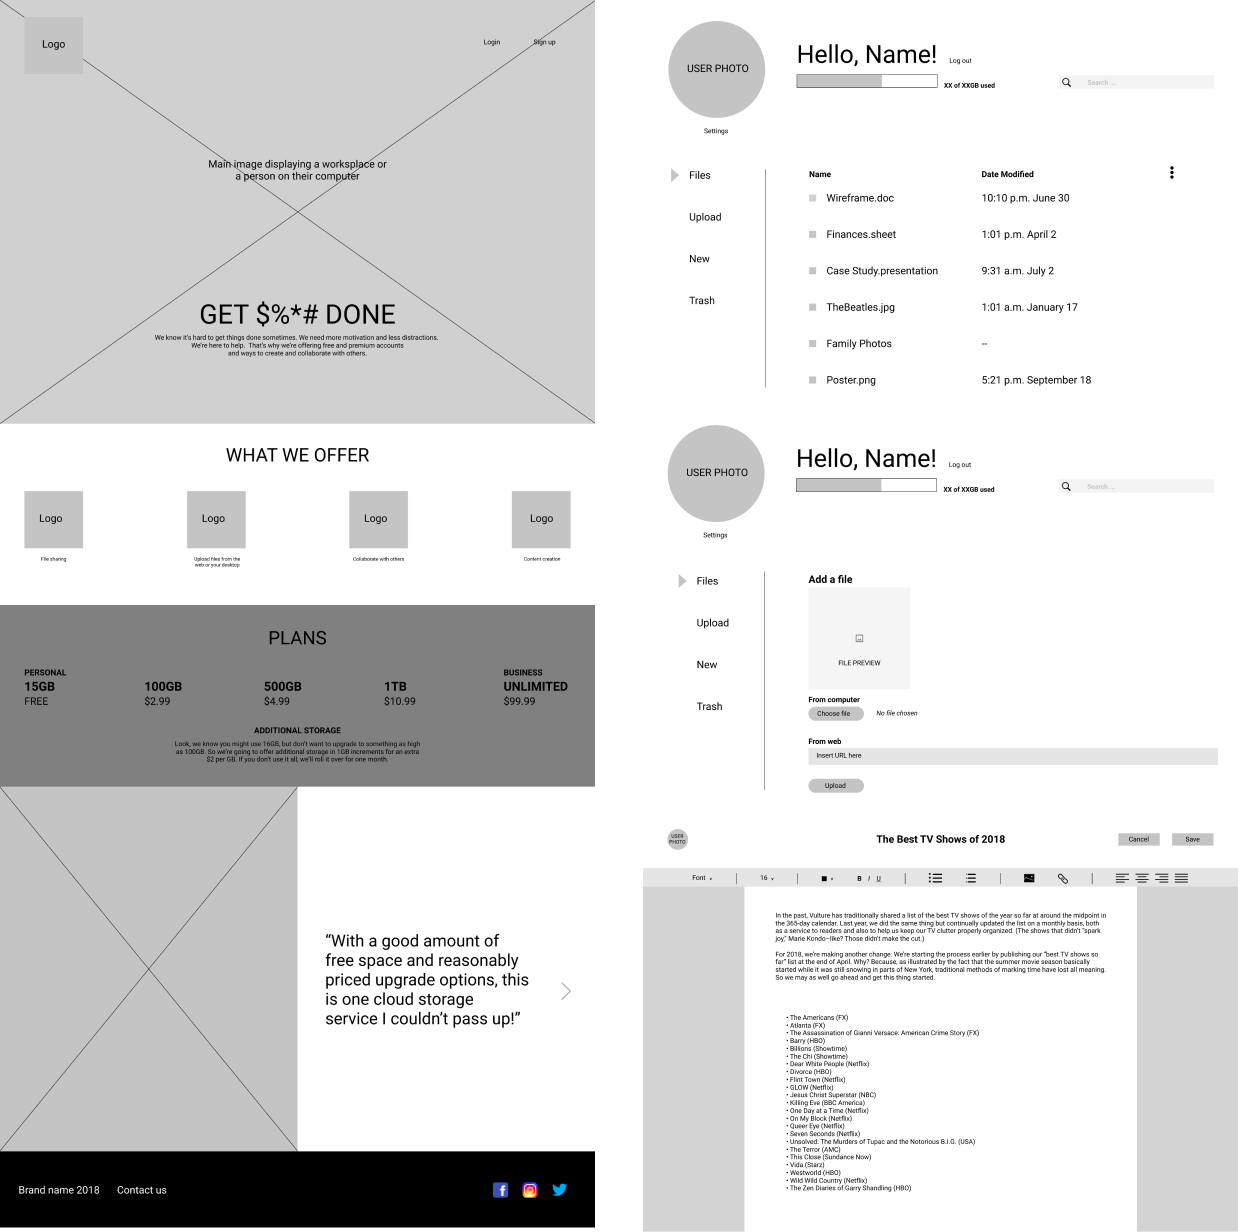 Logo
Login
Sign up
Main image displaying a worksplace or
a person on their computer
GET $%*# DONE
We know it's hard to get things done sometimes. We need more motivation and less distractions.
We're here to help. That's why we're offering free and premium accounts
and ways to create and collaborate with others.
WHAT WE OFFER
Logo
Logo
Logo
Logo
File sharing
Upload files from the
web or your desktop
Collaborate with others
Content creation
PLANS
PERSONAL
15GB
FREE
100GB
$2.99
500GB
$4.99
1TB
$10.99
BUSINESS
UNLIMITED
$99.99
ADDITIONAL STORAGE
Look, we know you might use 16GB, but don't want to upgrade to something as high
as 100GB. So we're going to offer additional storage in 1GB increments for an extra
$2 per GB. If you don't use it all, we'll roll it over for one month.
“With a good amount of
free space and reasonably
priced upgrade options, this
is one cloud storage
service I couldn't pass up!”
Brand name 2018 Contact us
USER PHOTO
Settings
Hello, Name!
Log out
XX of XXGB used
Search ...
Files
Upload
New
Trash
Name Date Modified
Wireframe.doc 10:10 p.m. June 30
Finances.sheet 1:01 p.m. April 2
Case Study.presentation 9:31 a.m. July 2
TheBeatles.jpg 1:01 a.m. January 17
Family Photos --
Poster.png 5:21 p.m. September 18
USER PHOTO
Settings
Hello, Name!
Log out
XX of XXGB used
Search ...
Files
Upload
New
Trash
Add a file
FILE PREVIEW
From computer
Choose file No file chosen
From web
Insert URL here
Upload
USER
PHOTO
The Best TV Shows of 2018
Cancel
Save
Font 16 B I U
In the past, Vulture has traditionally shared a list of the best TV shows of the year so far at around the midpoint in
the 365-day calendar. Last year, we did the same thing but continually updated the list on a monthly basis, both
as a service to readers and also to help us keep our TV clutter properly organized. (The shows that didn't “spark
joy,” Marie Kondo–like? Those didn't make the cut.)
For 2018, we're making another change: We're starting the process earlier by publishing our “best TV shows so
far” list at the end of April. Why? Because, as illustrated by the fact that the summer movie season basically
started while it was still snowing in parts of New York, traditional methods of marking time have lost all meaning.
So we may as well go ahead and get this thing started.
• The Americans (FX)
• Atlanta (FX)
• The Assassination of Gianni Versace: American Crime Story (FX)
• Barry (HBO)
• Billions (Showtime)
• The Chi (Showtime)
• Dear White People (Netflix)
• Divorce (HBO)
• Flint Town (Netflix)
• GLOW (Netflix)
• Jesus Christ Superstar (NBC)
• Killing Eve (BBC America)
• One Day at a Time (Netflix)
• On My Block (Netflix)
• Queer Eye (Netflix)
• Seven Seconds (Netflix)
• Unsolved: The Murders of Tupac and the Notorious B.I.G. (USA)
• The Terror (AMC)
• This Close (Sundance Now)
• Vida (Starz)
• Westworld (HBO)
• Wild Wild Country (Netflix)
• The Zen Diaries of Garry Shandling (HBO)